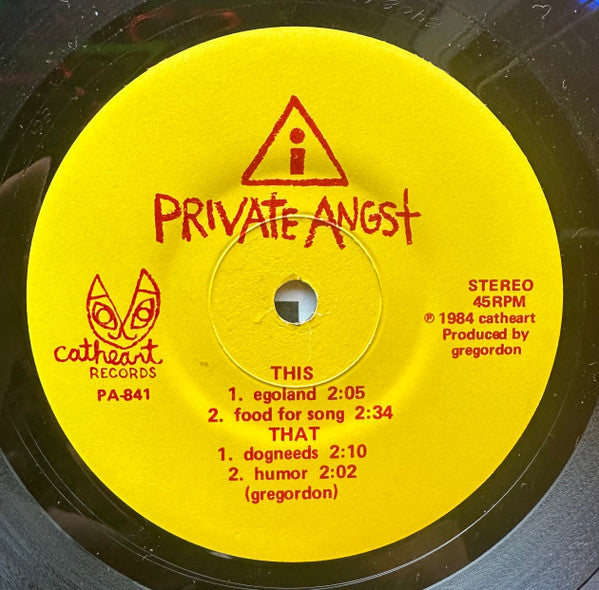 i
PRIVATE ANGST
catheart
RECORDS
PA-841
STEREO
45RPM
℗ 1984 catheart
Produced by
gregordon
THIS
1. egoland 2:05
2. food for song 2:34
THAT
1. dogneeds 2:10
2. humor 2:02
(gregordon)